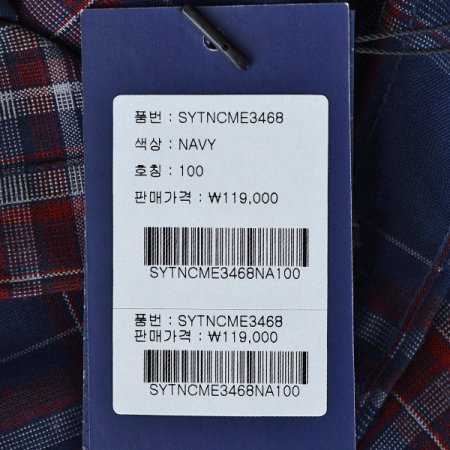 품번 : SYTNCME3468
색상 : NAVY
호칭 : 100
판매가격 : ₩119,000
SYTNCME3468NA100
품번 : SYTNCME3468
판매가격 : ₩119,000
SYTNCME3468NA100